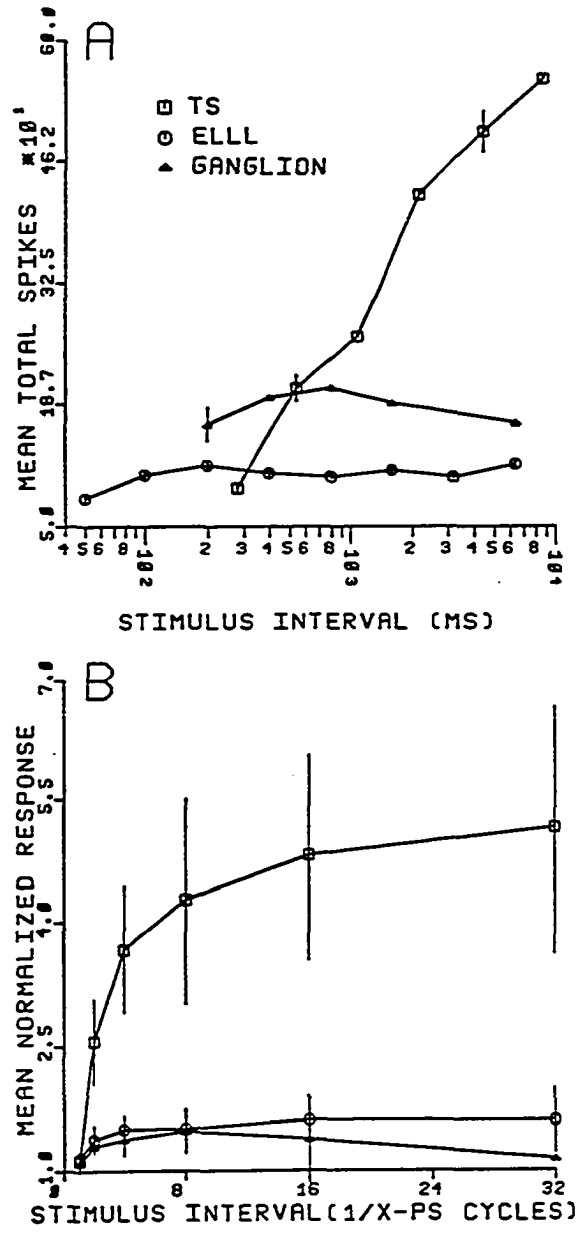 A
60.0
46.2
32.5
18.7
5.0
MEAN TOTAL SPIKES *10¹
TS
ELLL
GANGLION
4 5 6 8 10² 2 3 4 5 6 8 10³ 2 3 4 5 6 8 10⁴
STIMULUS INTERVAL (MS)
B
7.0
5.5
4.0
2.5
1.0
MEAN NORMALIZED RESPONSE
0 8 16 24 32
STIMULUS INTERVAL(1/X-PS CYCLES)